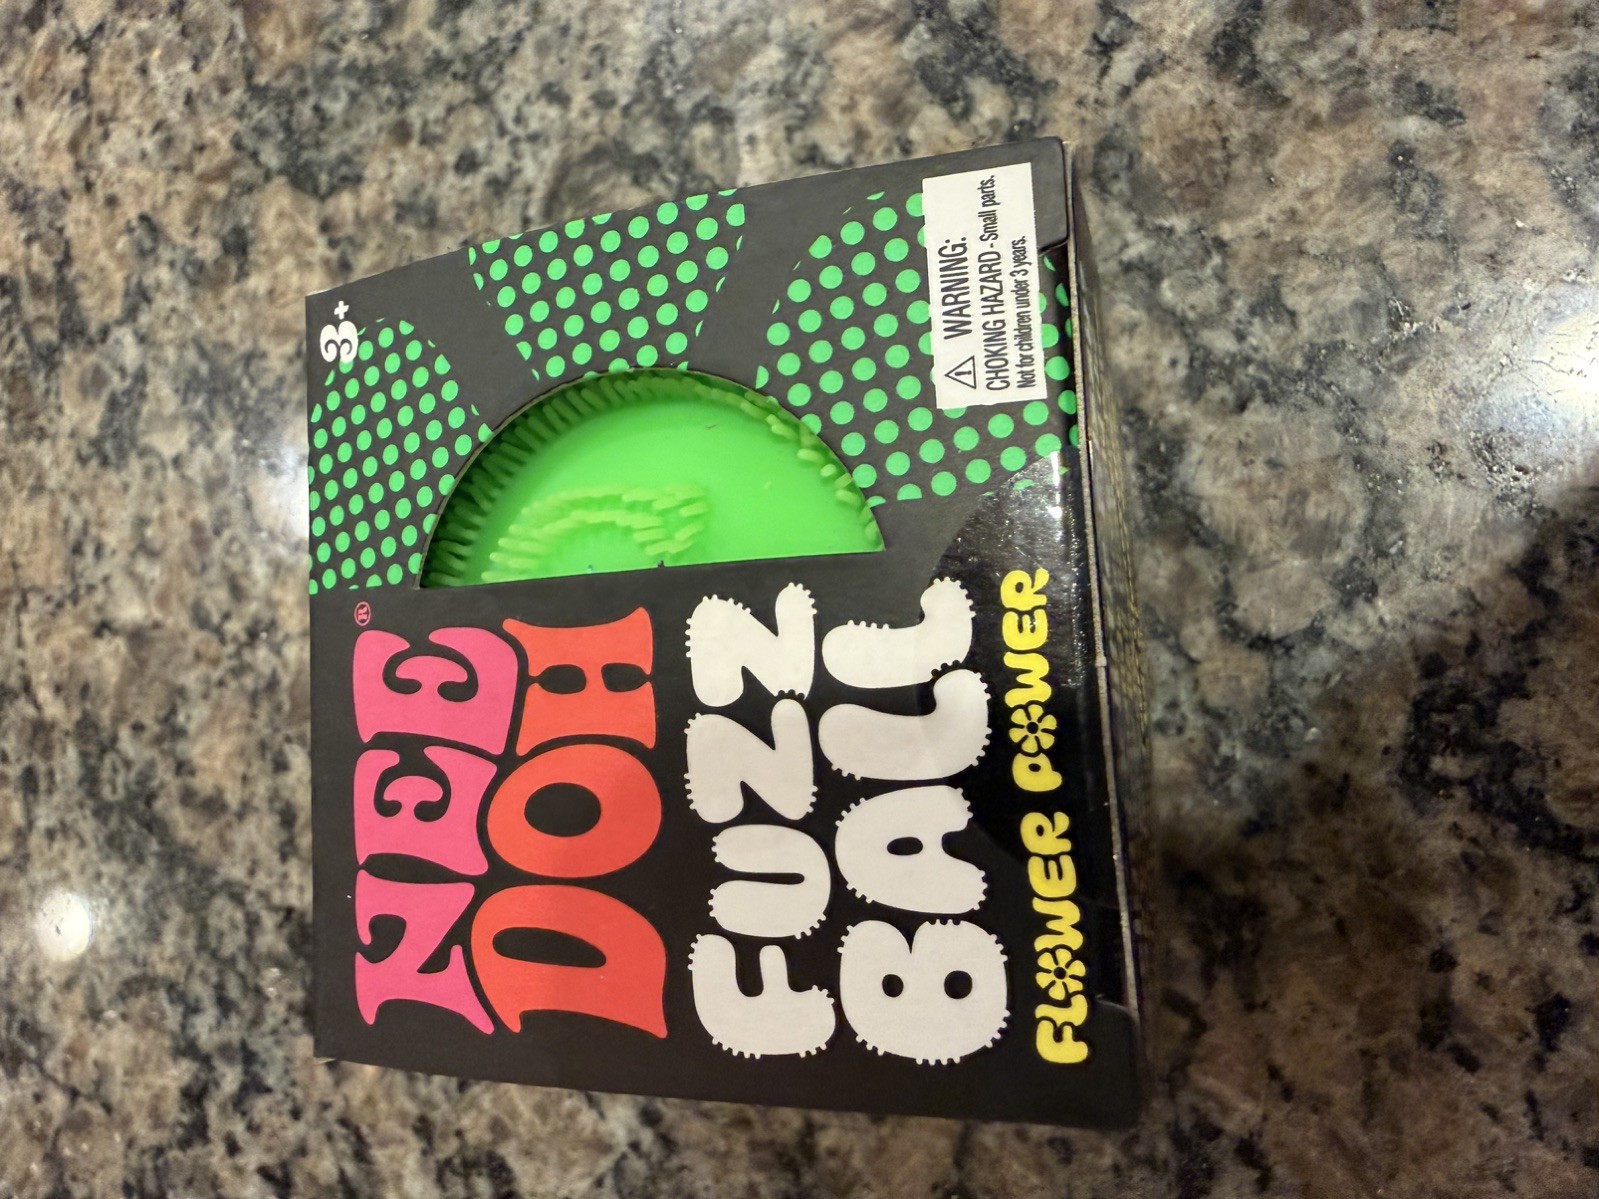 3+
NEE®
DOH
FUZZ
BALL
FLOWER POWER
⚠ WARNING:
CHOKING HAZARD - Small parts.
Not for children under 3 years.